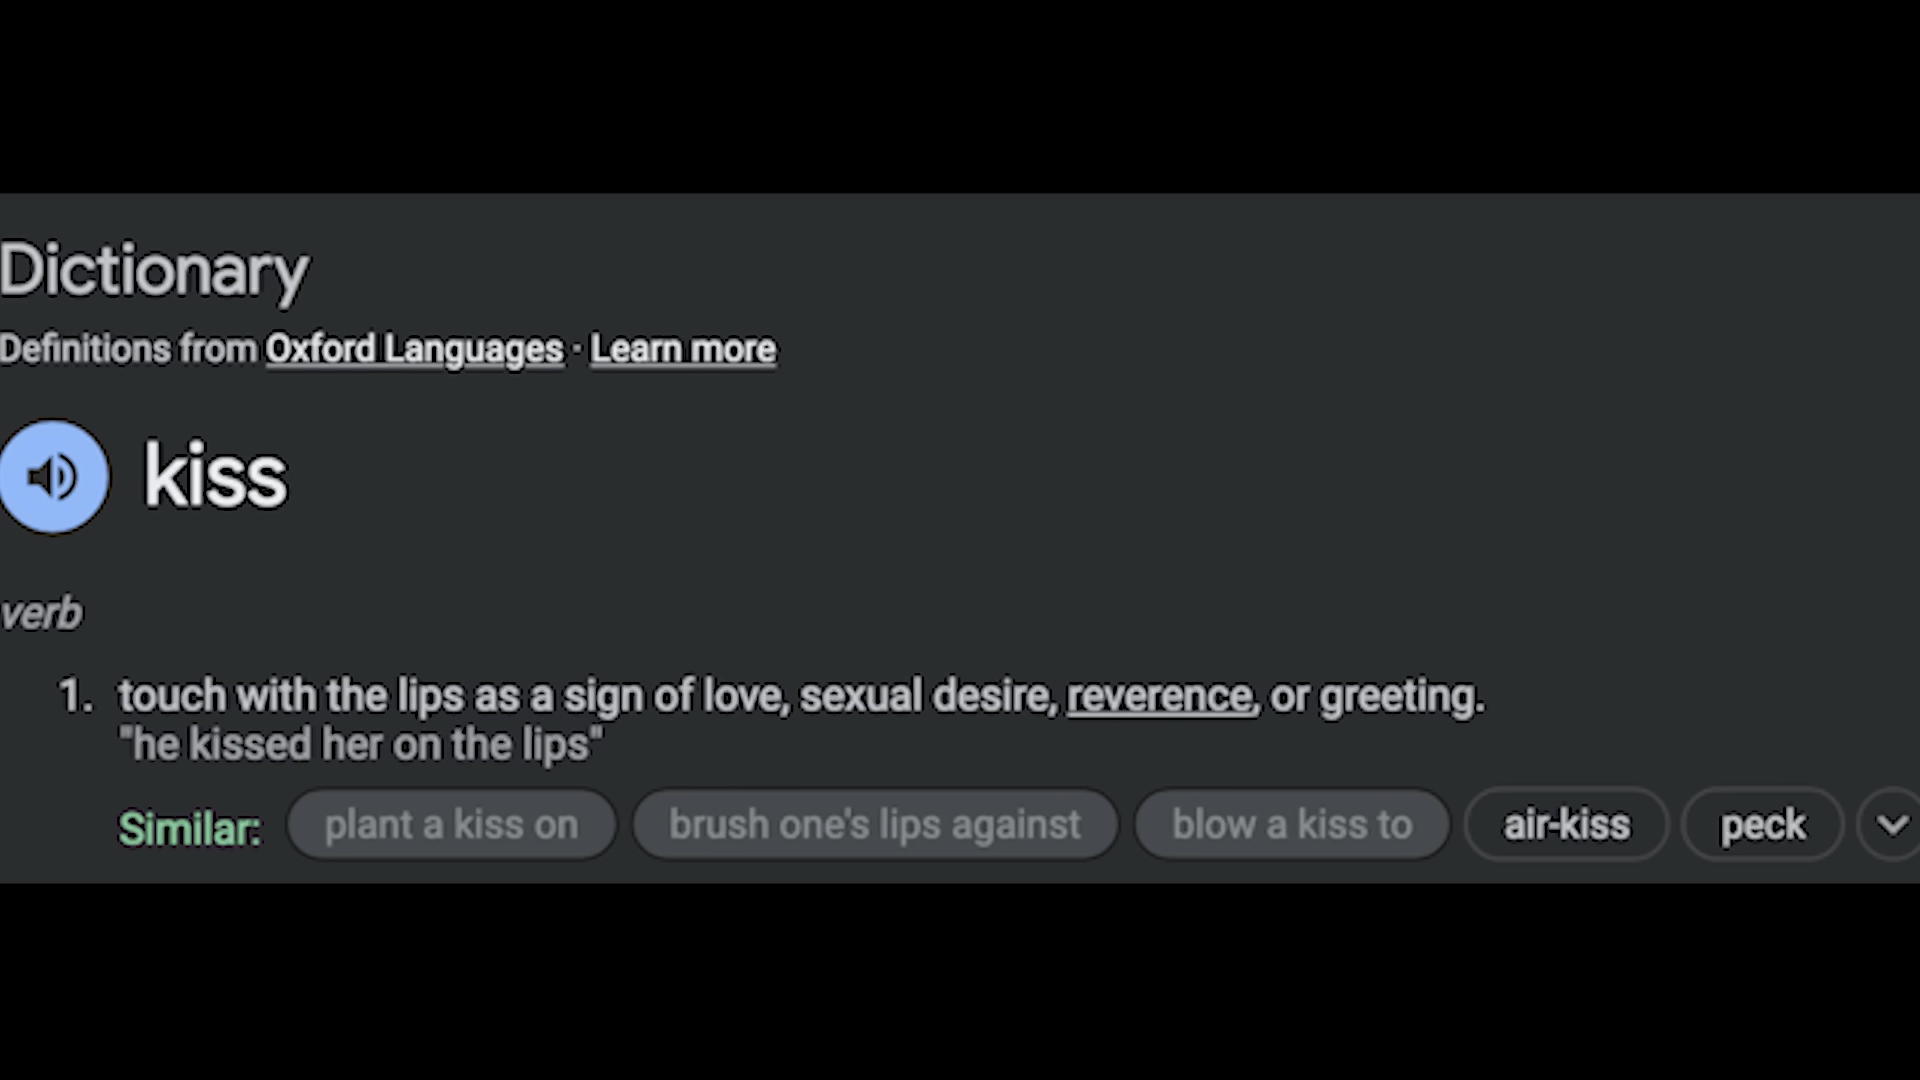 Dictionary
Definitions from Oxford Languages · Learn more
kiss
verb
1. touch with the lips as a sign of love, sexual desire, reverence, or greeting.
"he kissed her on the lips"
Similar: plant a kiss on brush one's lips against blow a kiss to air-kiss peck